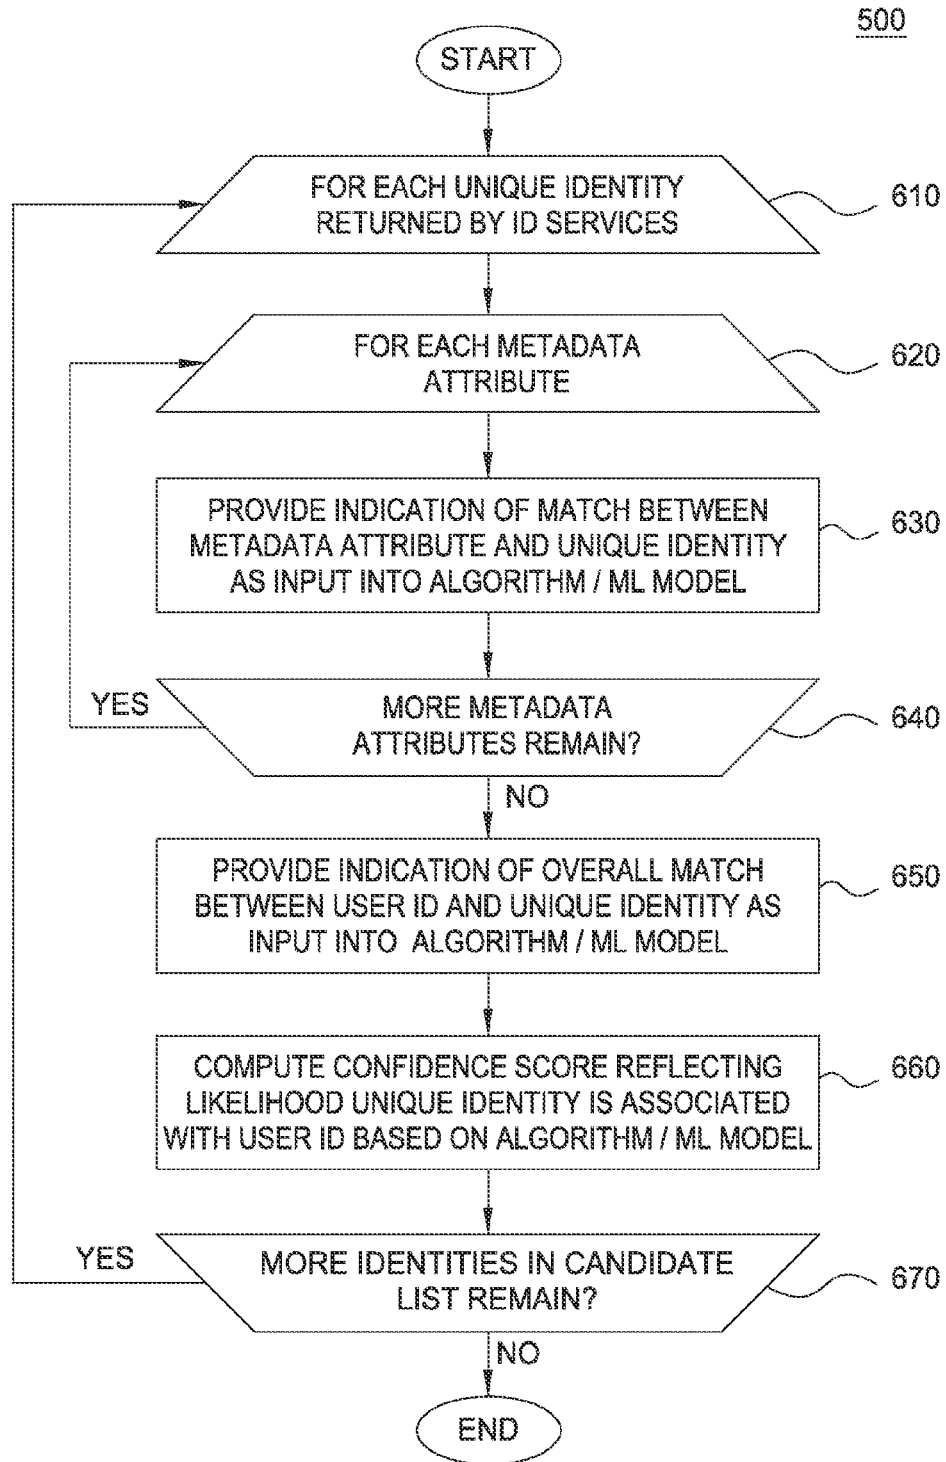 500
START
FOR EACH UNIQUE IDENTITY
RETURNED BY ID SERVICES
610
FOR EACH METADATA
ATTRIBUTE
620
PROVIDE INDICATION OF MATCH BETWEEN
METADATA ATTRIBUTE AND UNIQUE IDENTITY
AS INPUT INTO ALGORITHM / ML MODEL
630
YES
MORE METADATA
ATTRIBUTES REMAIN?
640
NO
PROVIDE INDICATION OF OVERALL MATCH
BETWEEN USER ID AND UNIQUE IDENTITY AS
INPUT INTO ALGORITHM / ML MODEL
650
COMPUTE CONFIDENCE SCORE REFLECTING
LIKELIHOOD UNIQUE IDENTITY IS ASSOCIATED
WITH USER ID BASED ON ALGORITHM / ML MODEL
660
YES
MORE IDENTITIES IN CANDIDATE
LIST REMAIN?
670
NO
END